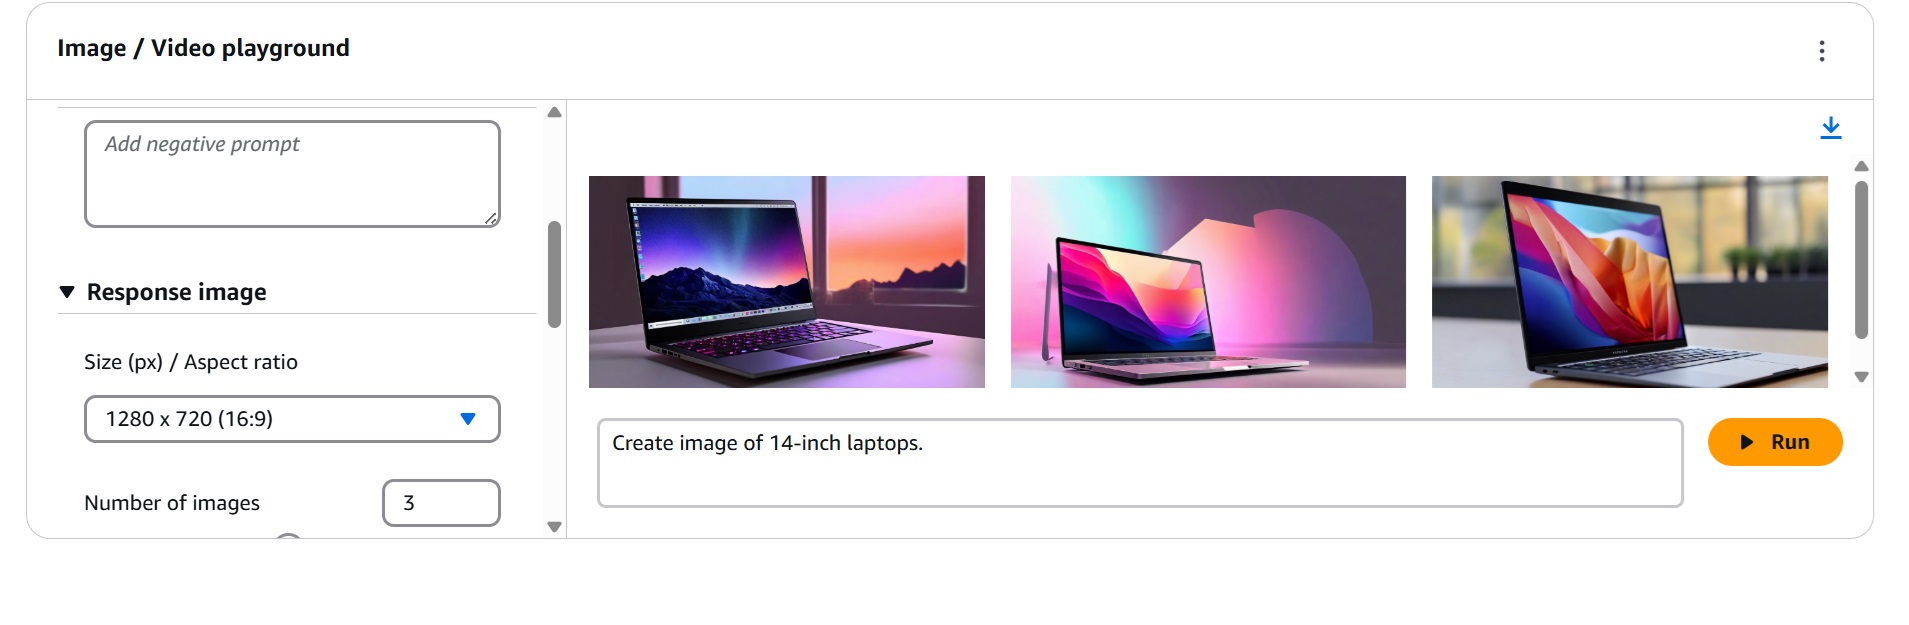 Image / Video playground
Add negative prompt
Response image
Size (px) / Aspect ratio
1280 x 720 (16:9)
Number of images
3
Create image of 14-inch laptops.
Run